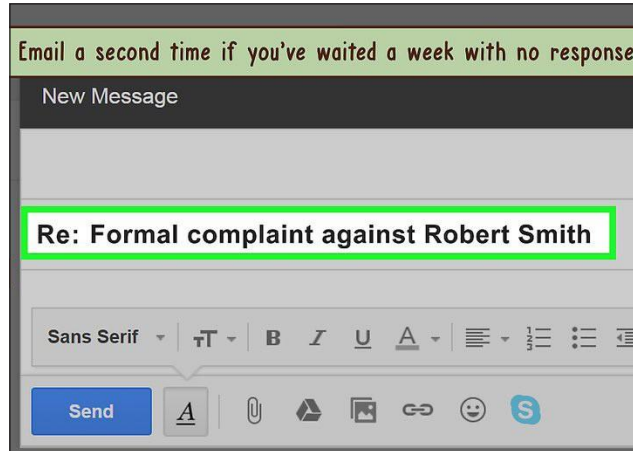 Email a second time if you've waited a week with no response
New Message
Re: Formal complaint against Robert Smith
Sans Serif
Send